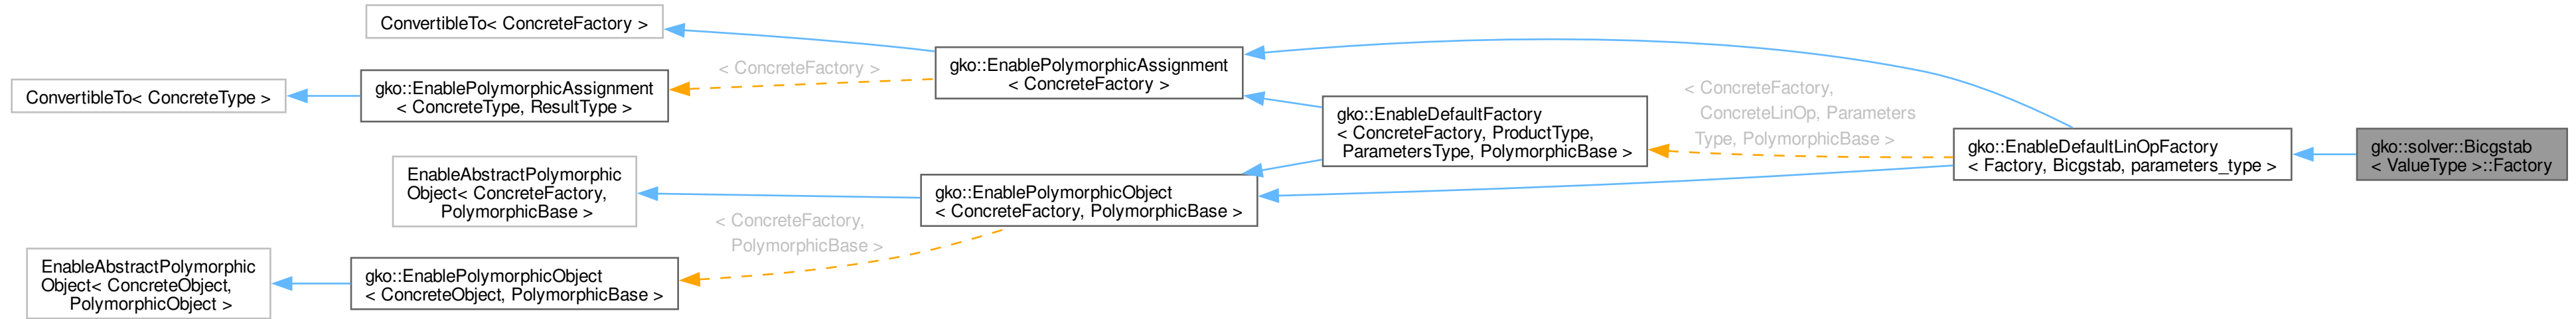 ConvertibleTo< ConcreteFactory >
ConvertibleTo< ConcreteType >
gko::EnablePolymorphicAssignment
< ConcreteType, ResultType >
< ConcreteFactory >
gko::EnablePolymorphicAssignment
< ConcreteFactory >
EnableAbstractPolymorphic
Object< ConcreteFactory,
PolymorphicBase >
EnableAbstractPolymorphic
Object< ConcreteObject,
PolymorphicObject >
gko::EnablePolymorphicObject
< ConcreteObject, PolymorphicBase >
< ConcreteFactory,
PolymorphicBase >
gko::EnablePolymorphicObject
< ConcreteFactory, PolymorphicBase >
gko::EnableDefaultFactory
< ConcreteFactory, ProductType,
ParametersType, PolymorphicBase >
< ConcreteFactory,
ConcreteLinOp, Parameters
Type, PolymorphicBase >
gko::EnableDefaultLinOpFactory
< Factory, Bicgstab, parameters_type >
gko::solver::Bicgstab
< ValueType >::Factory